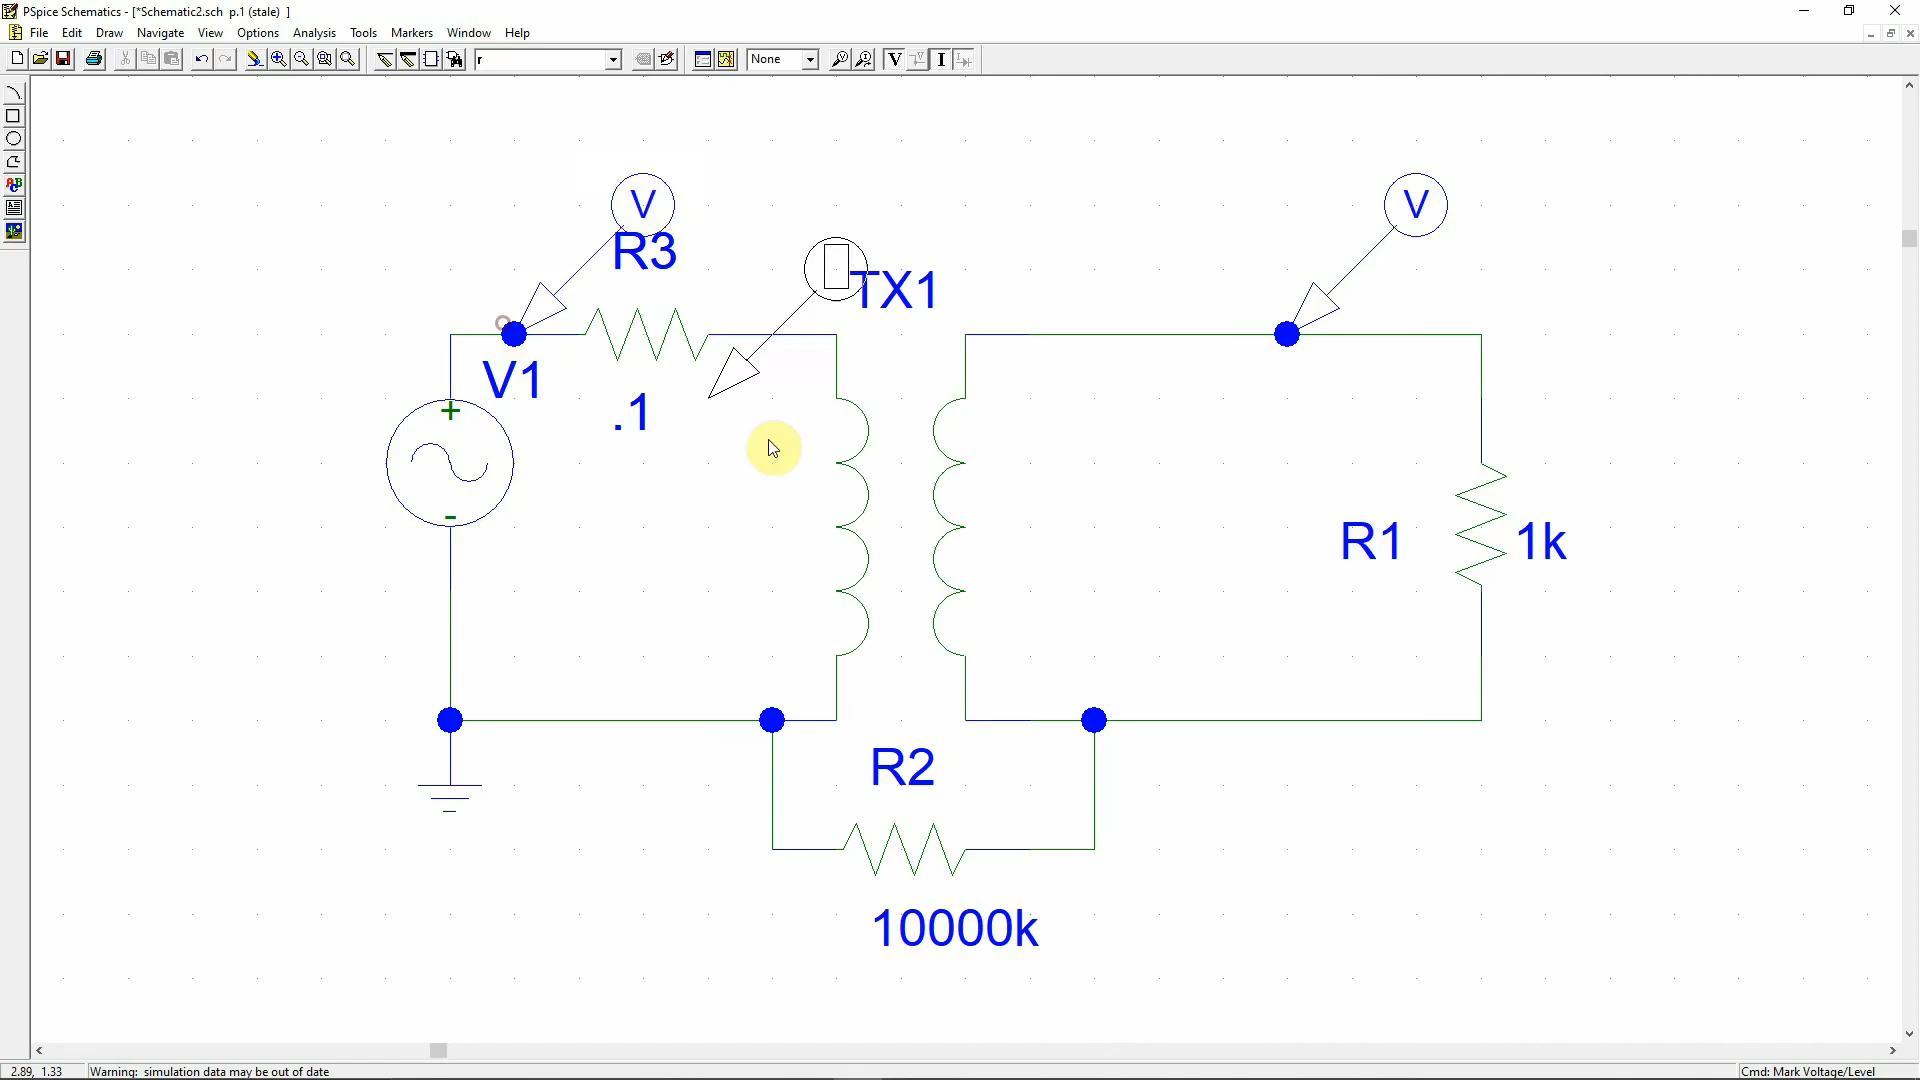 PSpice Schematics - [*Schematic2.sch p.1 (stale) ]
File Edit Draw Navigate View Options Analysis Tools Markers Window Help
r
None
V
I
ABC
V
V
R3
TX1
V1
+
.1
-
R1
1k
R2
10000k
2.89, 1.33
Warning: simulation data may be out of date
Cmd: Mark Voltage/Level